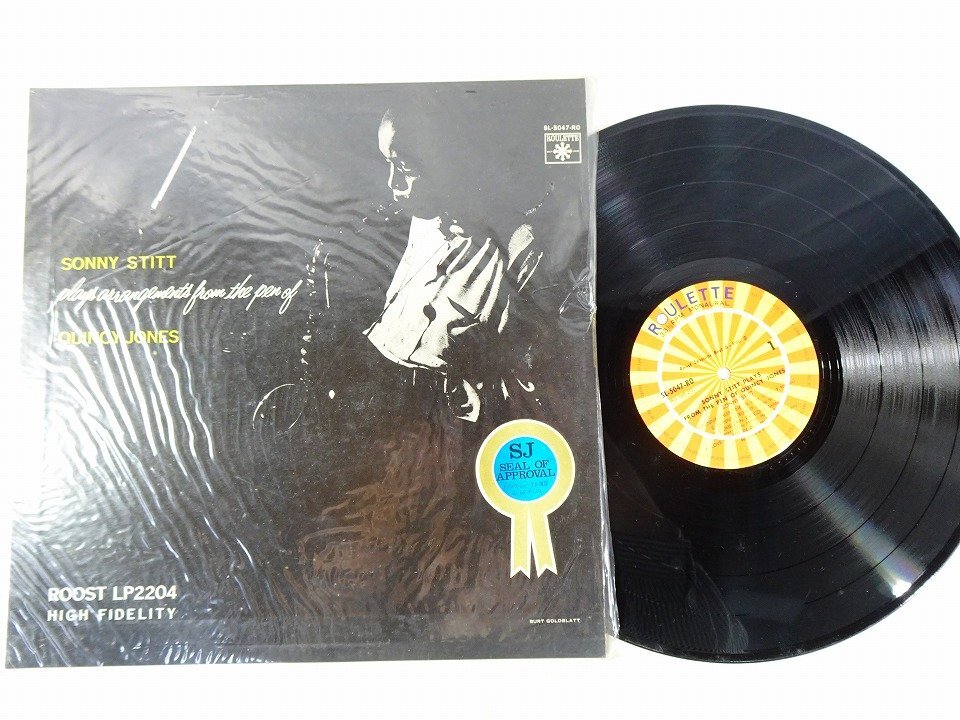 SL-5047-RO
ROULETTE
SONNY STITT
plays arrangements from the pen of
QUINCY JONES
SJ
SEAL OF
APPROVAL
ROOST LP2204
HIGH FIDELITY
BURT GOLDBLATT
ROULETTE
MONAURAL
1
SL-5047-RO
SONNY STITT PLAYS
FROM THE PEN OF QUINCY JONES